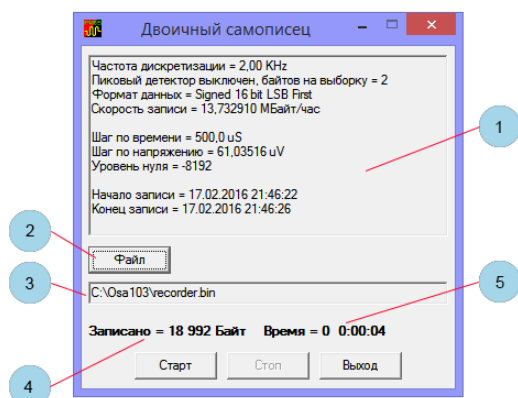 Двоичный самописец
Частота дискретизации = 2,00 KHz
Пиковый детектор выключен, байтов на выборку = 2
Формат данных = Signed 16 bit LSB First
Скорость записи = 13,732910 МБайт/час
Шаг по времени = 500,0 uS
Шаг по напряжению = 61,03516 uV
Уровень нуля = -8192
Начало записи = 17.02.2016 21:46:22
Конец записи = 17.02.2016 21:46:26
1
2
Файл
3
C:\Osa103\recorder.bin
5
Записано = 18 992 Байт Время = 0 0:00:04
4
Старт Стоп Выход